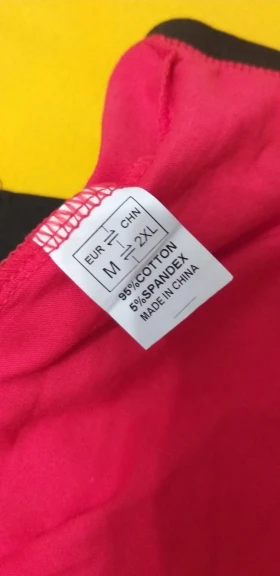 EUR ⇌ CHN
M ⇌ 2XL
95%COTTON
5%SPANDEX
MADE IN CHINA